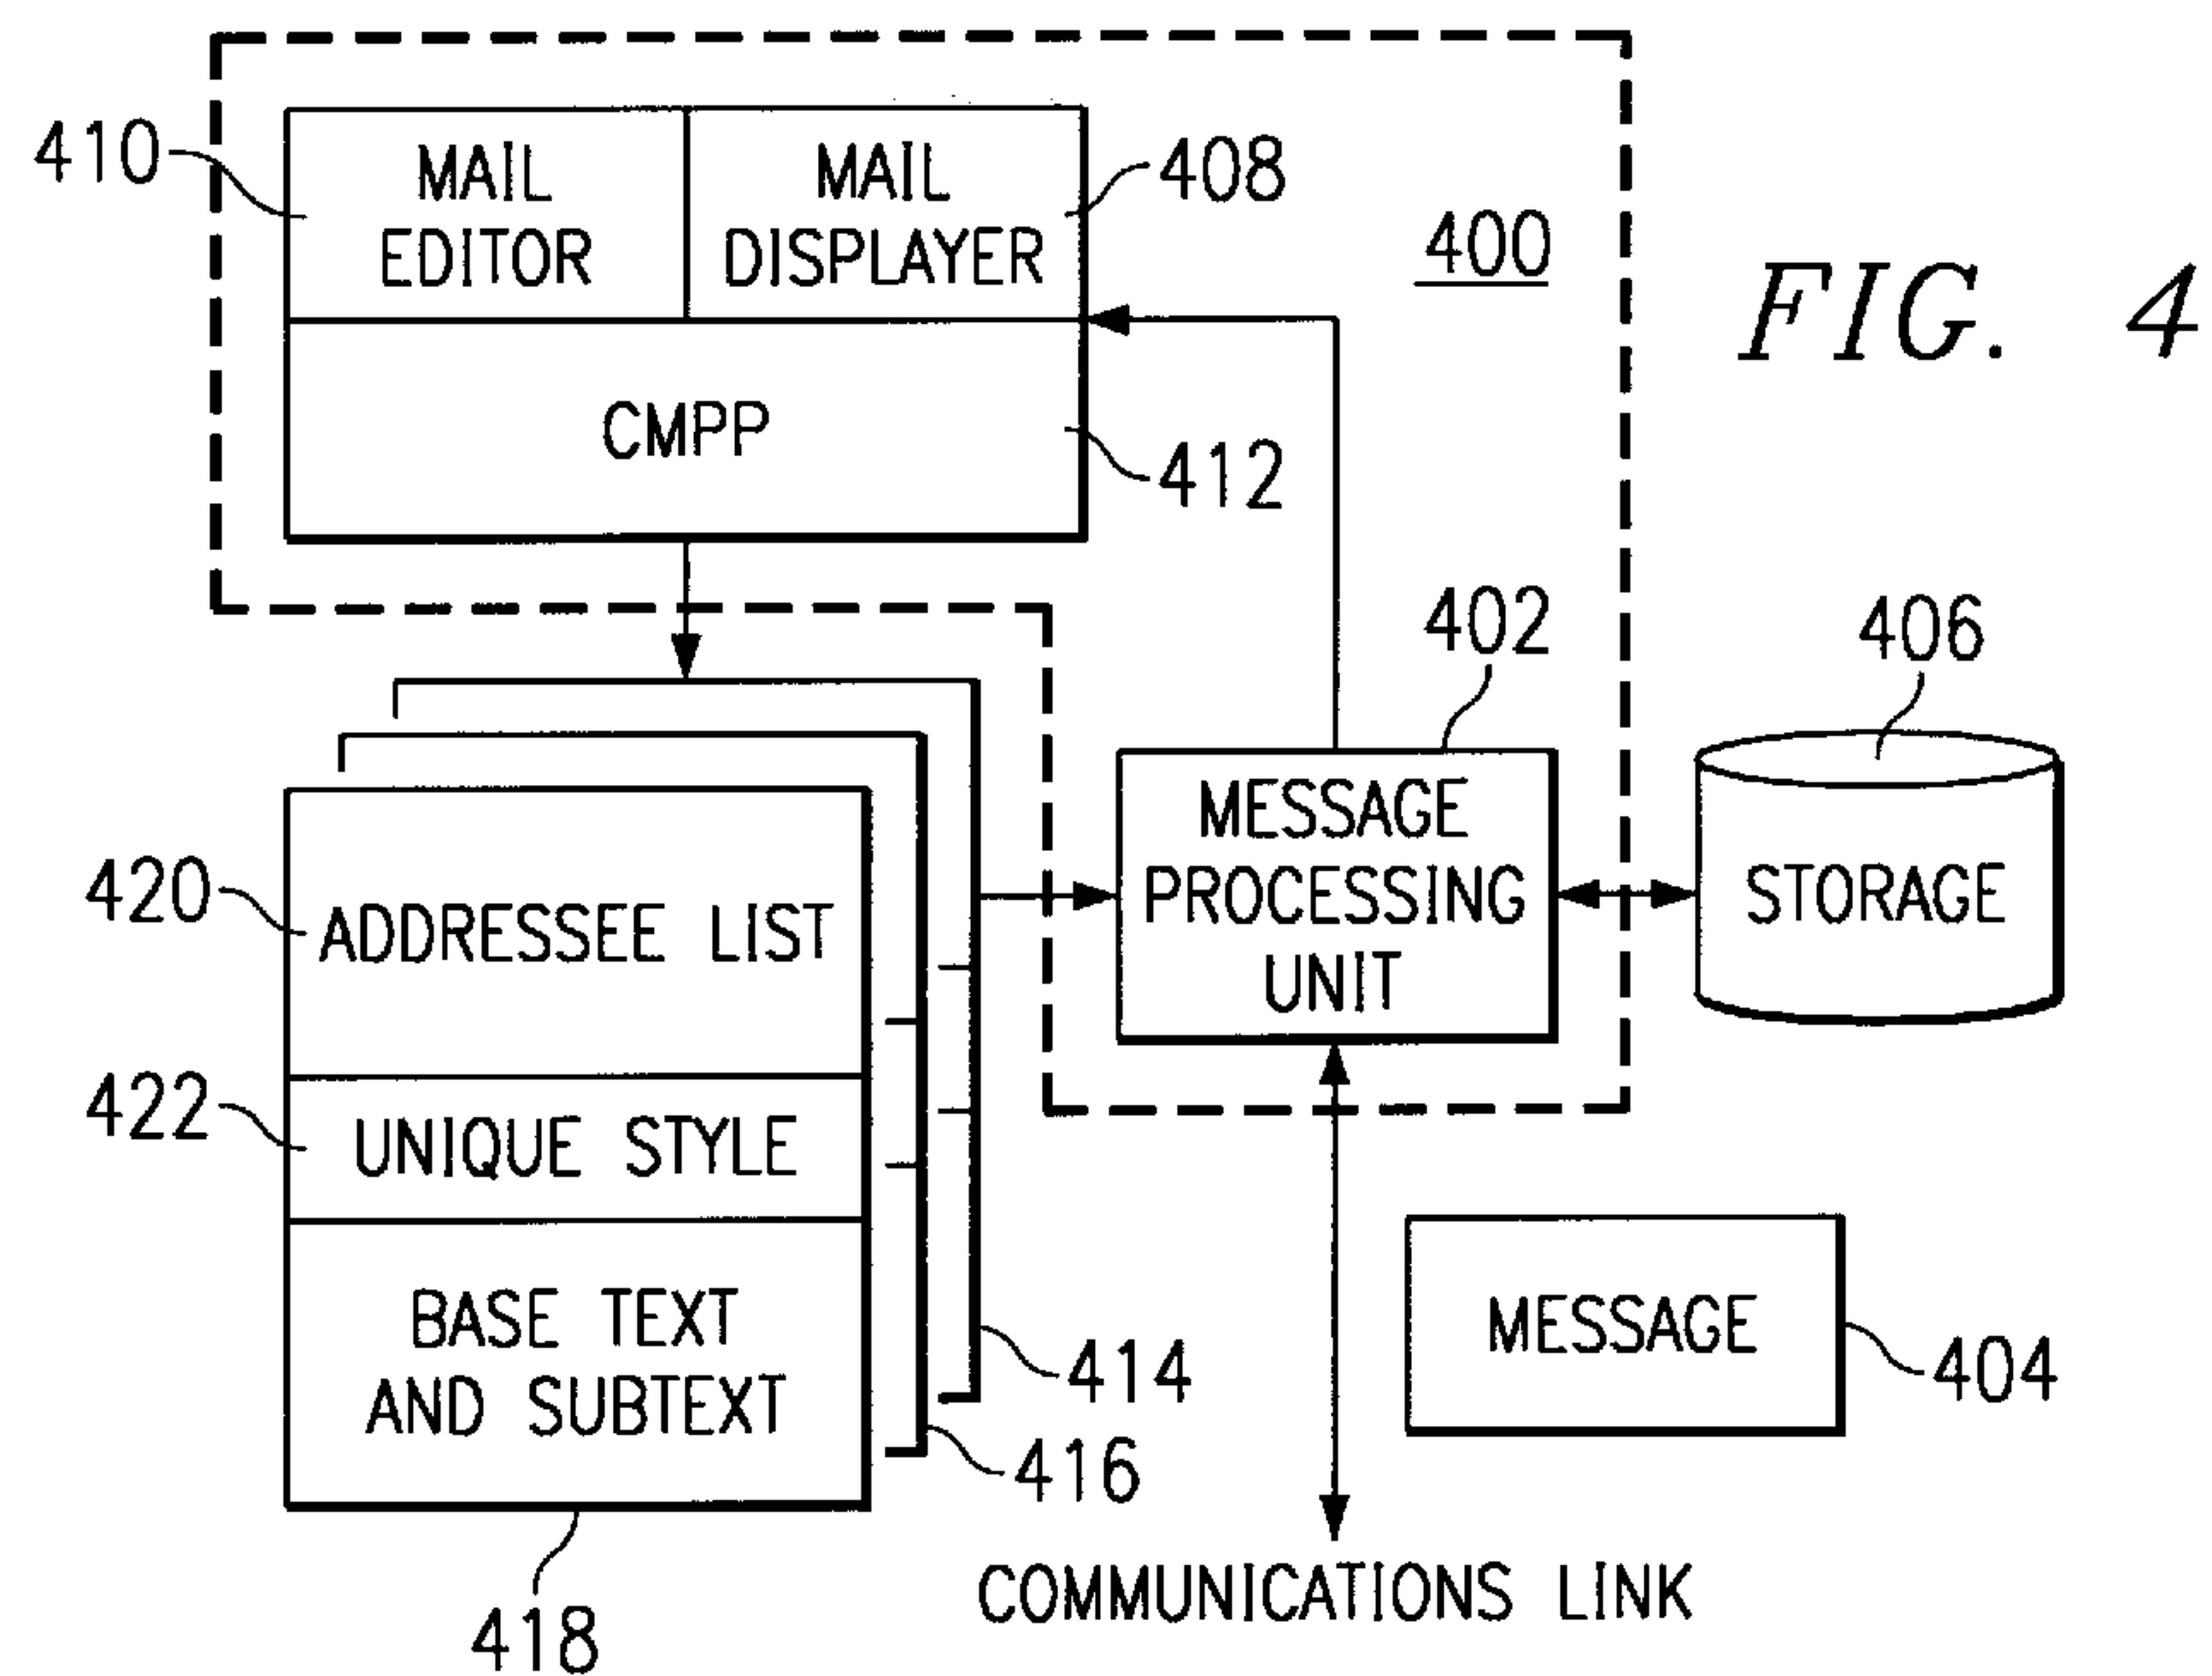 410
MAIL
EDITOR
MAIL
DISPLAYER
408
400
FIG. 4
CMPP
412
402
406
MESSAGE
PROCESSING
UNIT
STORAGE
420
ADDRESSEE LIST
422
UNIQUE STYLE
BASE TEXT
AND SUBTEXT
414
416
418
MESSAGE
404
COMMUNICATIONS LINK